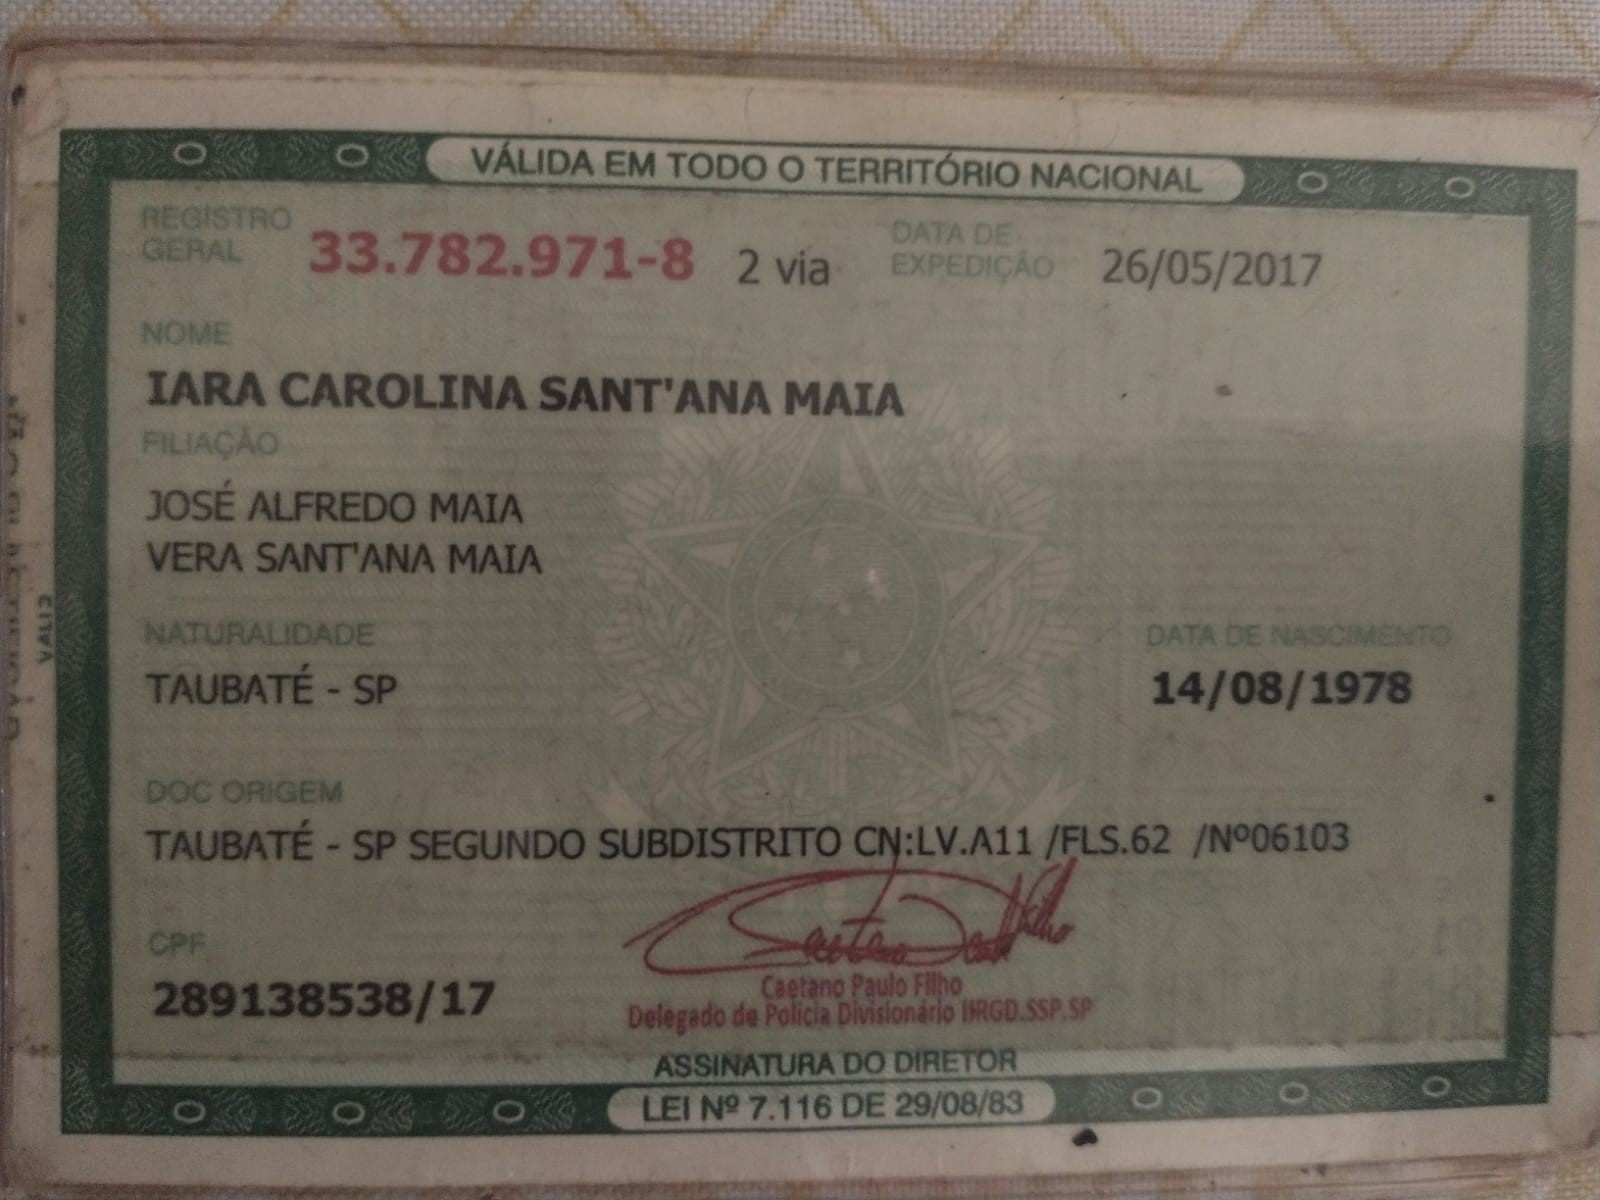 VÁLIDA EM TODO O TERRITÓRIO NACIONAL
REGISTRO GERAL 33.782.971-8 2 via DATA DE EXPEDIÇÃO 26/05/2017
NOME
IARA CAROLINA SANT'ANA MAIA
FILIAÇÃO
JOSÉ ALFREDO MAIA
VERA SANT'ANA MAIA
NATURALIDADE DATA DE NASCIMENTO
TAUBATÉ - SP 14/08/1978
DOC ORIGEM
TAUBATÉ - SP SEGUNDO SUBDISTRITO CN:LV.A11 /FLS.62 /Nº06103
CPF
289138538/17
Caetano Paulo Filho
Delegado de Polícia Divisionário IIRGD.SSP.SP
ASSINATURA DO DIRETOR
LEI Nº 7.116 DE 29/08/83